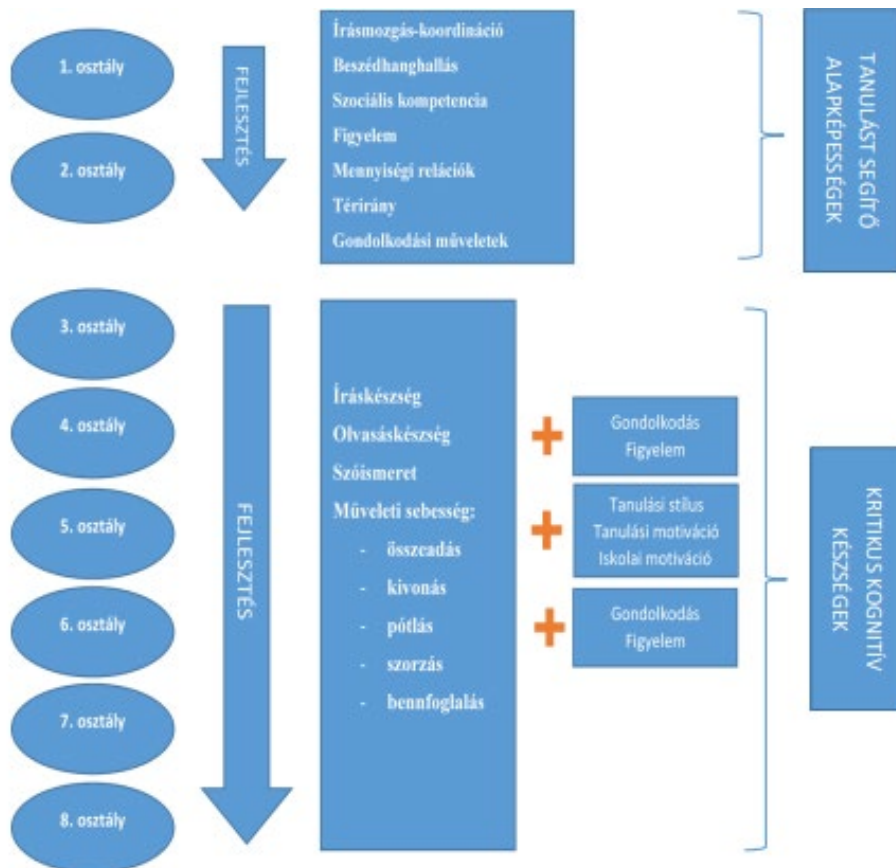 1. osztály
2. osztály
FEJLESZTÉS
Írásmozgás-koordináció
Beszédhanghallás
Szociális kompetencia
Figyelem
Mennyiségi relációk
Térirány
Gondolkodási műveletek
TANULÁST SEGÍTŐ
ALAPKÉPESSÉGEK
3. osztály
4. osztály
5. osztály
6. osztály
7. osztály
8. osztály
FEJLESZTÉS
Íráskészség
Olvasáskészség
Szóismeret
Műveleti sebesség:
- összeadás
- kivonás
- pótlás
- szorzás
- bennfoglalás
Gondolkodás
Figyelem
Tanulási stílus
Tanulási motiváció
Iskolai motiváció
Gondolkodás
Figyelem
KRITIKUS KOGNITÍV
KÉSZSÉGEK